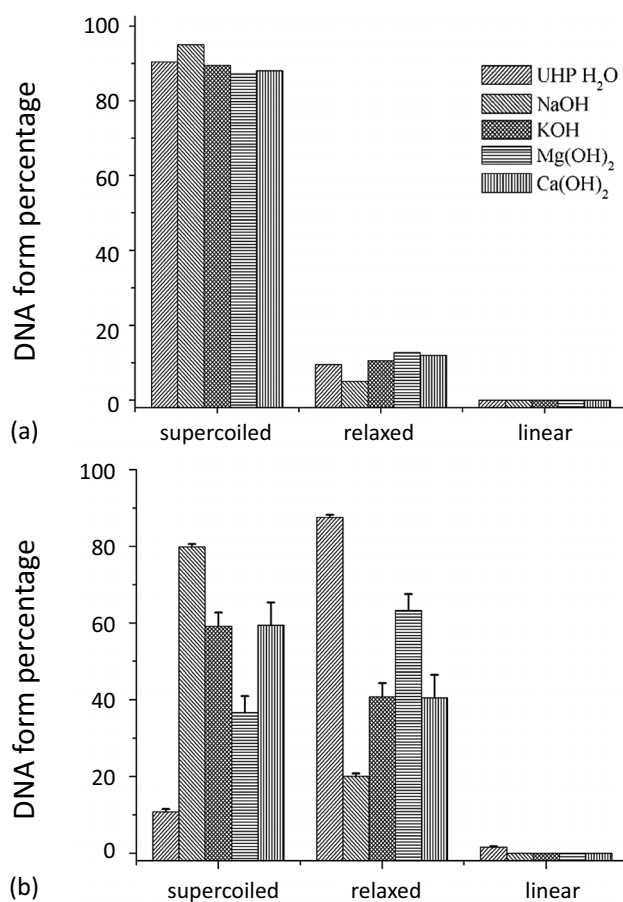 DNA form percentage
100
80
60
40
20
0
UHP H₂O
NaOH
KOH
Mg(OH)₂
Ca(OH)₂
(a)
supercoiled relaxed linear
DNA form percentage
100
80
60
40
20
0
(b)
supercoiled relaxed linear